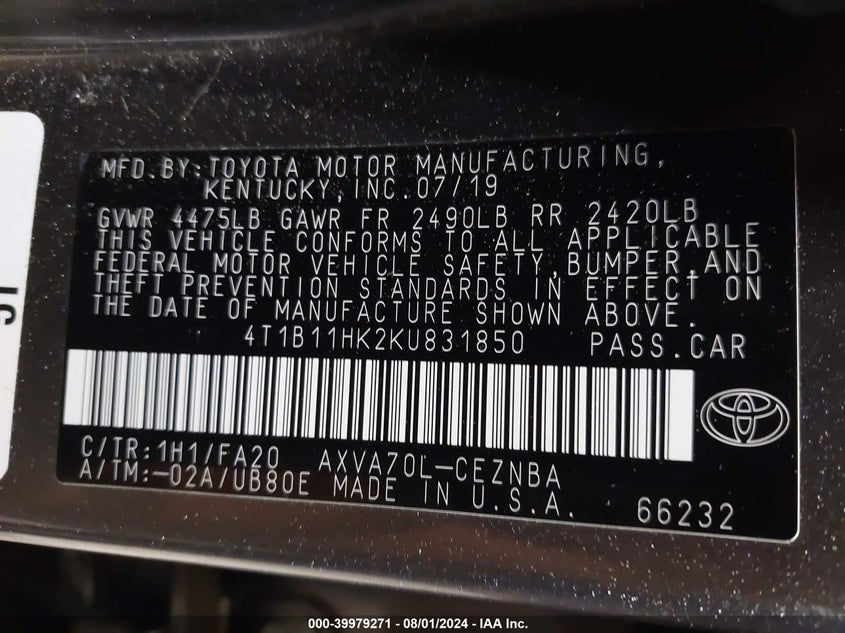 MFD.BY:TOYOTA MOTOR MANUFACTURING,
KENTUCKY,INC.07/19
GVWR 4475LB GAWR FR 2490LB RR 2420LB
THIS VEHICLE CONFORMS TO ALL APPLICABLE
FEDERAL MOTOR VEHICLE SAFETY,BUMPER,AND
THEFT PREVENTION STANDARDS IN EFFECT ON
THE DATE OF MANUFACTURE SHOWN ABOVE.
4T1B11HK2KU831850 PASS.CAR
C/TR:1H1/FA20 AXVA70L-CEZNBA
A/TM:-02A/UB80E MADE IN U.S.A. 66232
000-39979271 - 08/01/2024 - IAA Inc.